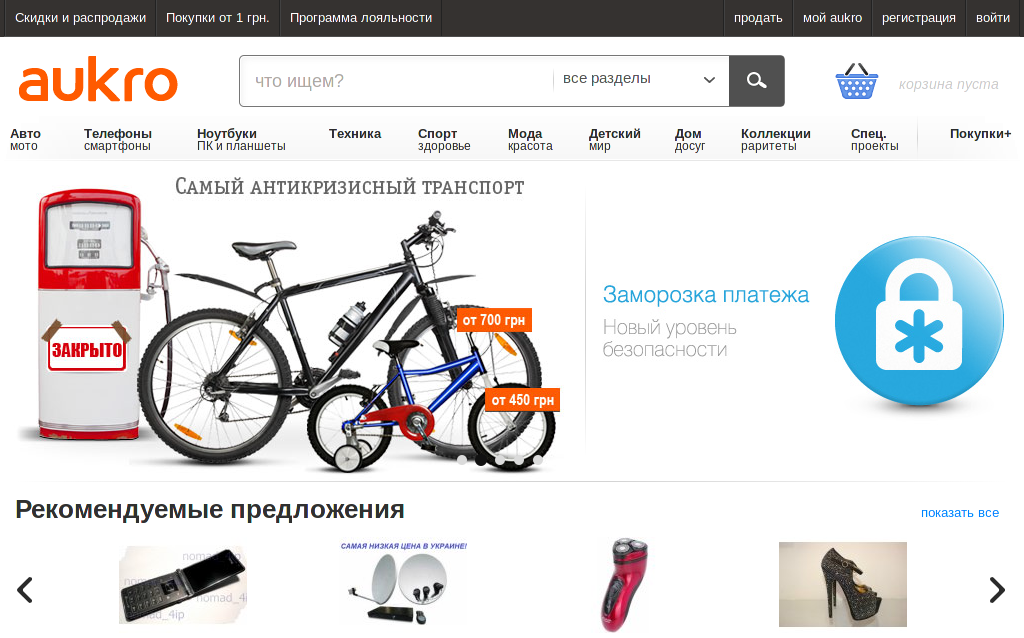 Скидки и распродажи
Покупки от 1 грн.
Программа лояльности
продать
мой aukro
регистрация
войти
aukro
что ищем?
все разделы
корзина пуста
Авто
мото
Телефоны
смартфоны
Ноутбуки
ПК и планшеты
Техника
Спорт
здоровье
Мода
красота
Детский
мир
Дом
досуг
Коллекции
раритеты
Спец.
проекты
Покупки+
Самый антикризисный транспорт
ЗАКРЫТО
от 700 грн
от 450 грн
Заморозка платежа
Новый уровень
безопасности
Рекомендуемые предложения
показать все
САМАЯ НИЗКАЯ ЦЕНА В УКРАИНЕ!
nomad_4ip